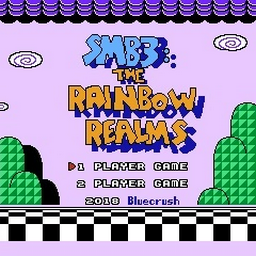 SMB3:
THE
RAINBOW
REALMS
1 PLAYER GAME
2 PLAYER GAME
2018 Bluecrush